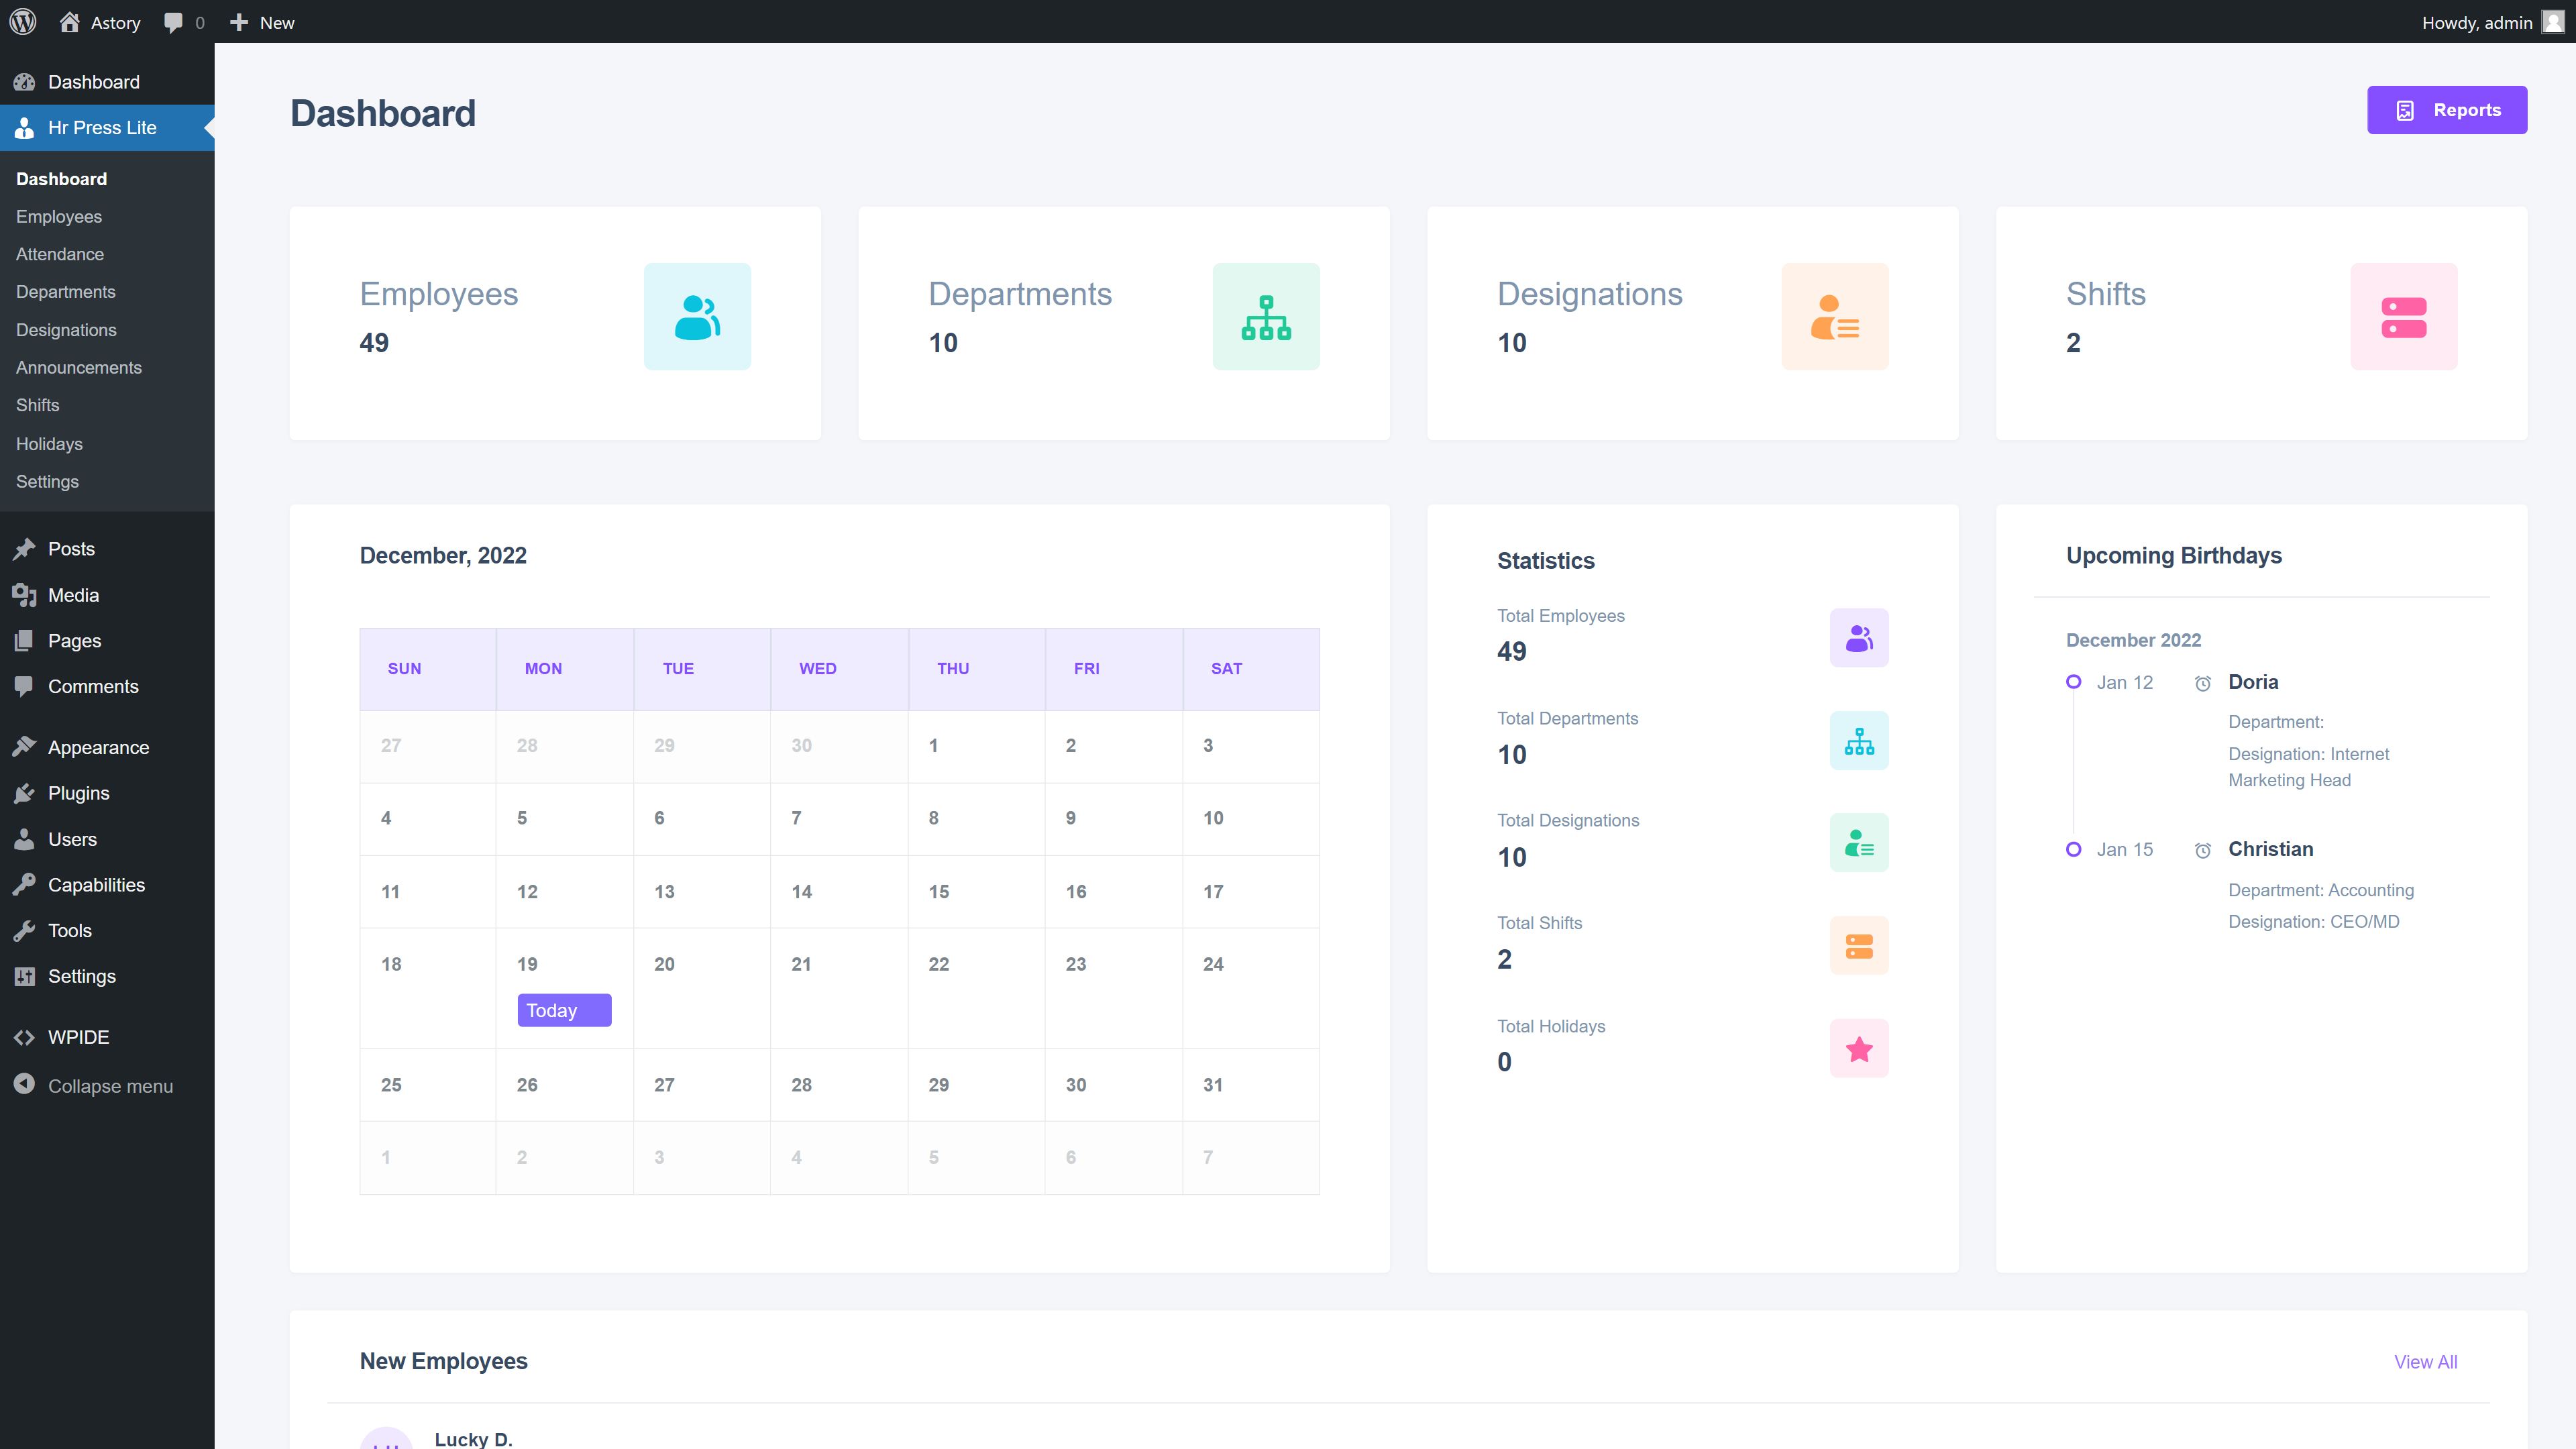 Astory 0 New Howdy, admin
Dashboard
Hr Press Lite
Dashboard
Employees
Attendance
Departments
Designations
Announcements
Shifts
Holidays
Settings
Posts
Media
Pages
Comments
Appearance
Plugins
Users
Capabilities
Tools
Settings
WPIDE
Collapse menu
Dashboard
Reports
Employees
49
Departments
10
Designations
10
Shifts
2
December, 2022
SUN MON TUE WED THU FRI SAT
27 28 29 30 1 2 3
4 5 6 7 8 9 10
11 12 13 14 15 16 17
18 19 20 21 22 23 24
Today
25 26 27 28 29 30 31
1 2 3 4 5 6 7
Statistics
Total Employees
49
Total Departments
10
Total Designations
10
Total Shifts
2
Total Holidays
0
Upcoming Birthdays
December 2022
Jan 12 Doria
Department:
Designation: Internet
Marketing Head
Jan 15 Christian
Department: Accounting
Designation: CEO/MD
New Employees
View All
Lucky D.